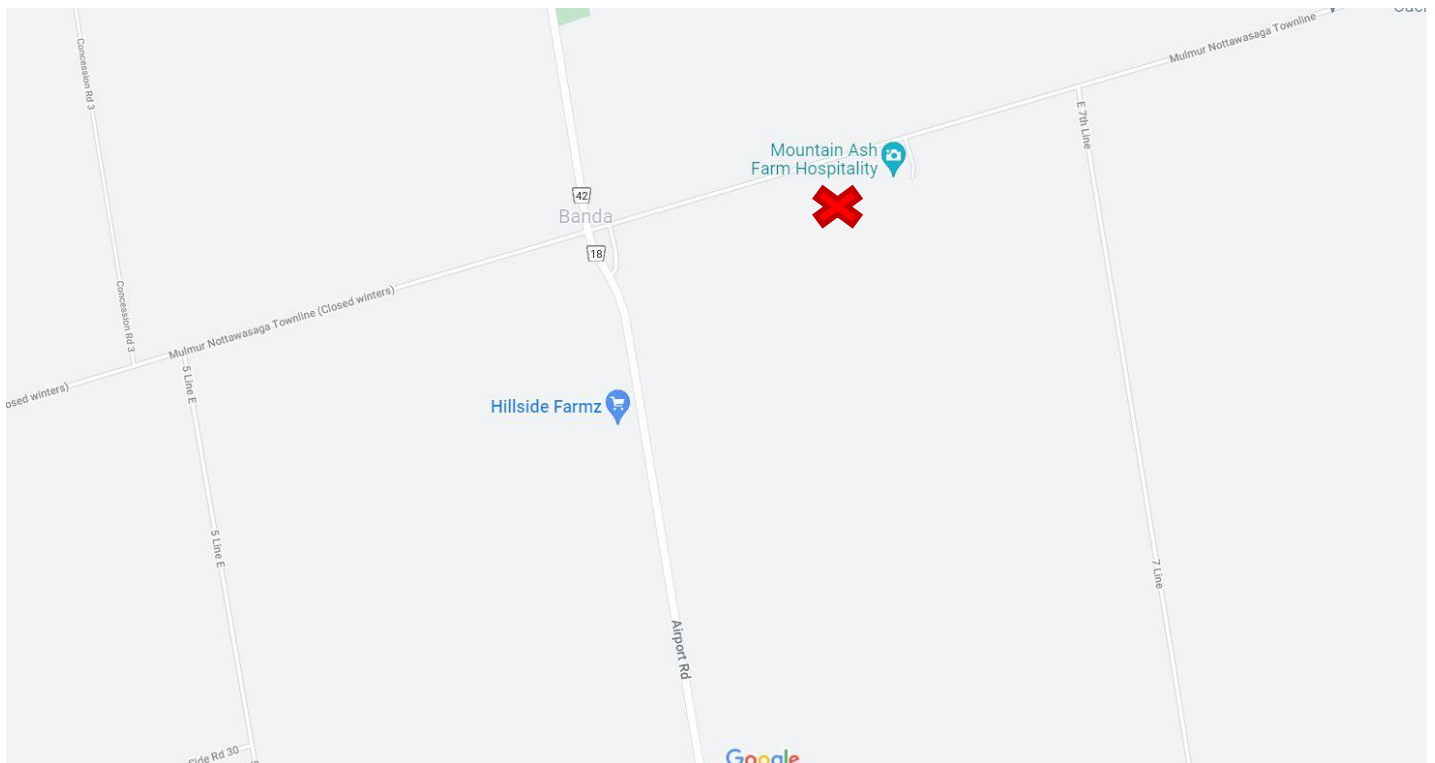 Concession Rd 3
Mulmur Nottawasaga Townline
E 7th Line
Mountain Ash
Farm Hospitality
42
Banda
18
Concession Rd 3
Mulmur Nottawasaga Townline (Closed winters)
5 Line E
osed winters)
Hillside Farmz
5 Line E
7 Line
Airport Rd
Side Rd 30
Google